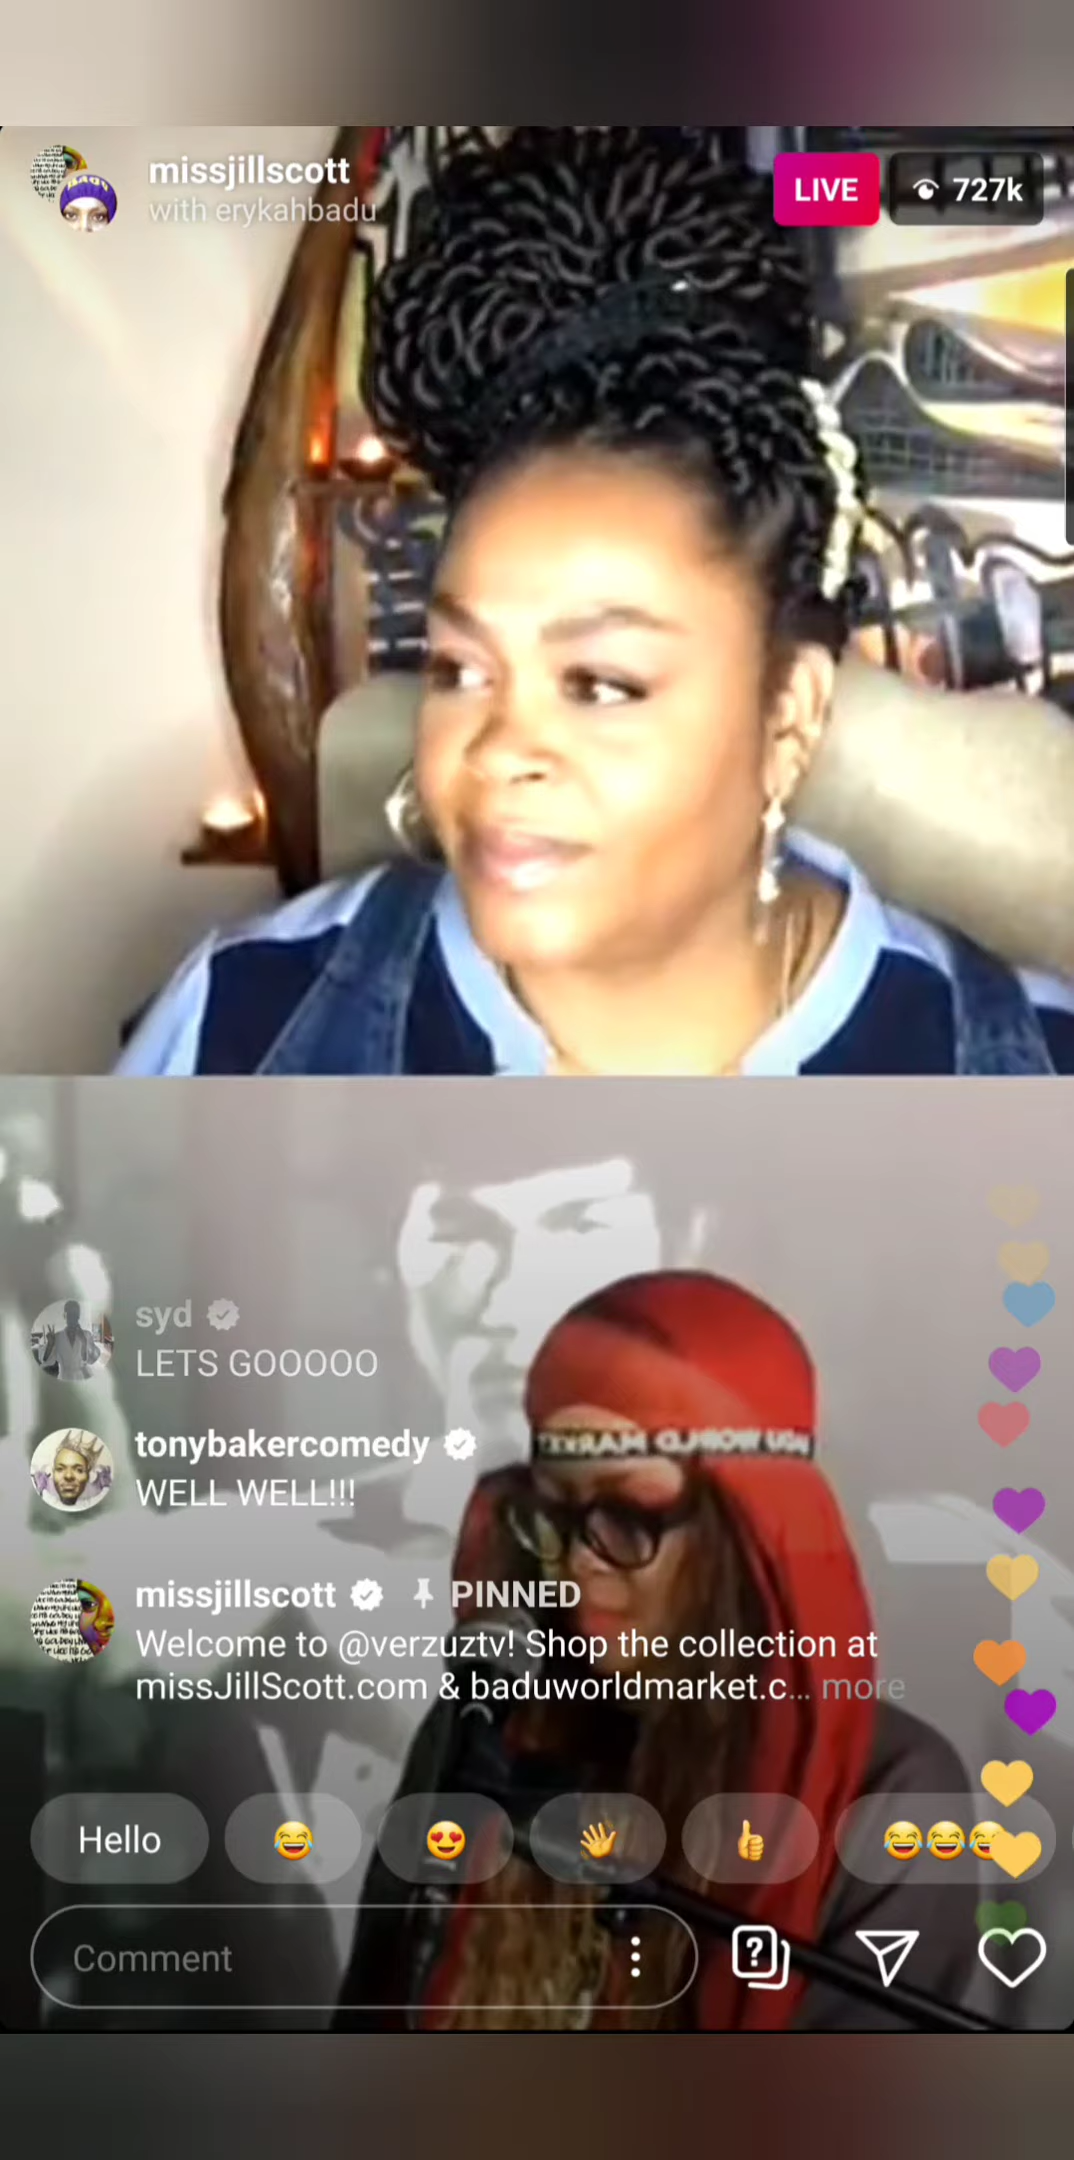 missjillscott
with erykahbadu
LIVE
727k
syd
LETS GOOOOO
tonybakercomedy
WELL WELL!!!
missjillscott PINNED
Welcome to @verzuztv! Shop the collection at
missJillScott.com & baduworldmarket.c... more
Hello 😂 😍 👋 👍 😂😂😂
Comment